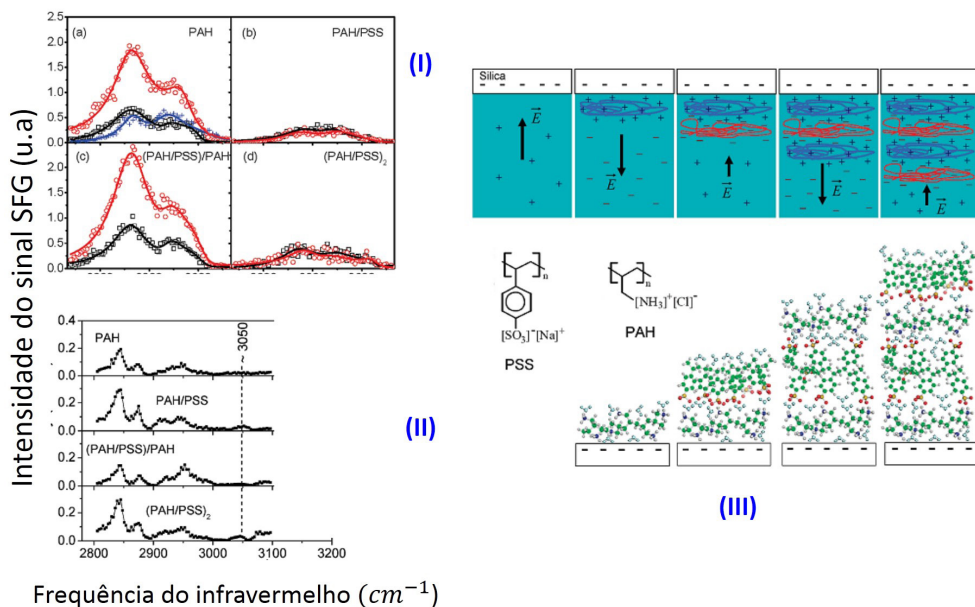 Intensidade do sinal SFG (u.a)
(a) PAH
(b) PAH/PSS
(c) (PAH/PSS)/PAH
(d) (PAH/PSS)₂
2.5
2.0
1.5
1.0
0.5
0.0
2.0
1.5
1.0
0.5
0.0
(I)
0.4
0.2
0.0
0.2
0.0
0.2
0.0
0.2
0.0
PAH
PAH/PSS
(PAH/PSS)/PAH
(PAH/PSS)₂
3050
2800 2900 3000 3100 3200
(II)
Frequência do infravermelho (cm⁻¹)
Silica
E E E E E
n
[SO₃]⁻[Na]⁺
PSS
n
[NH₃]⁺[Cl]⁻
PAH
(III)